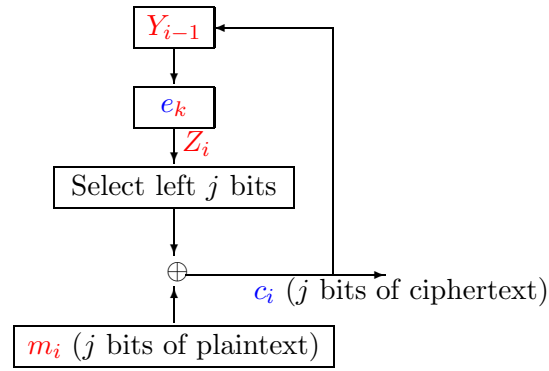 Y_{i−1}
e_k
Z_i
Select left j bits
⊕
c_i (j bits of ciphertext)
m_i (j bits of plaintext)